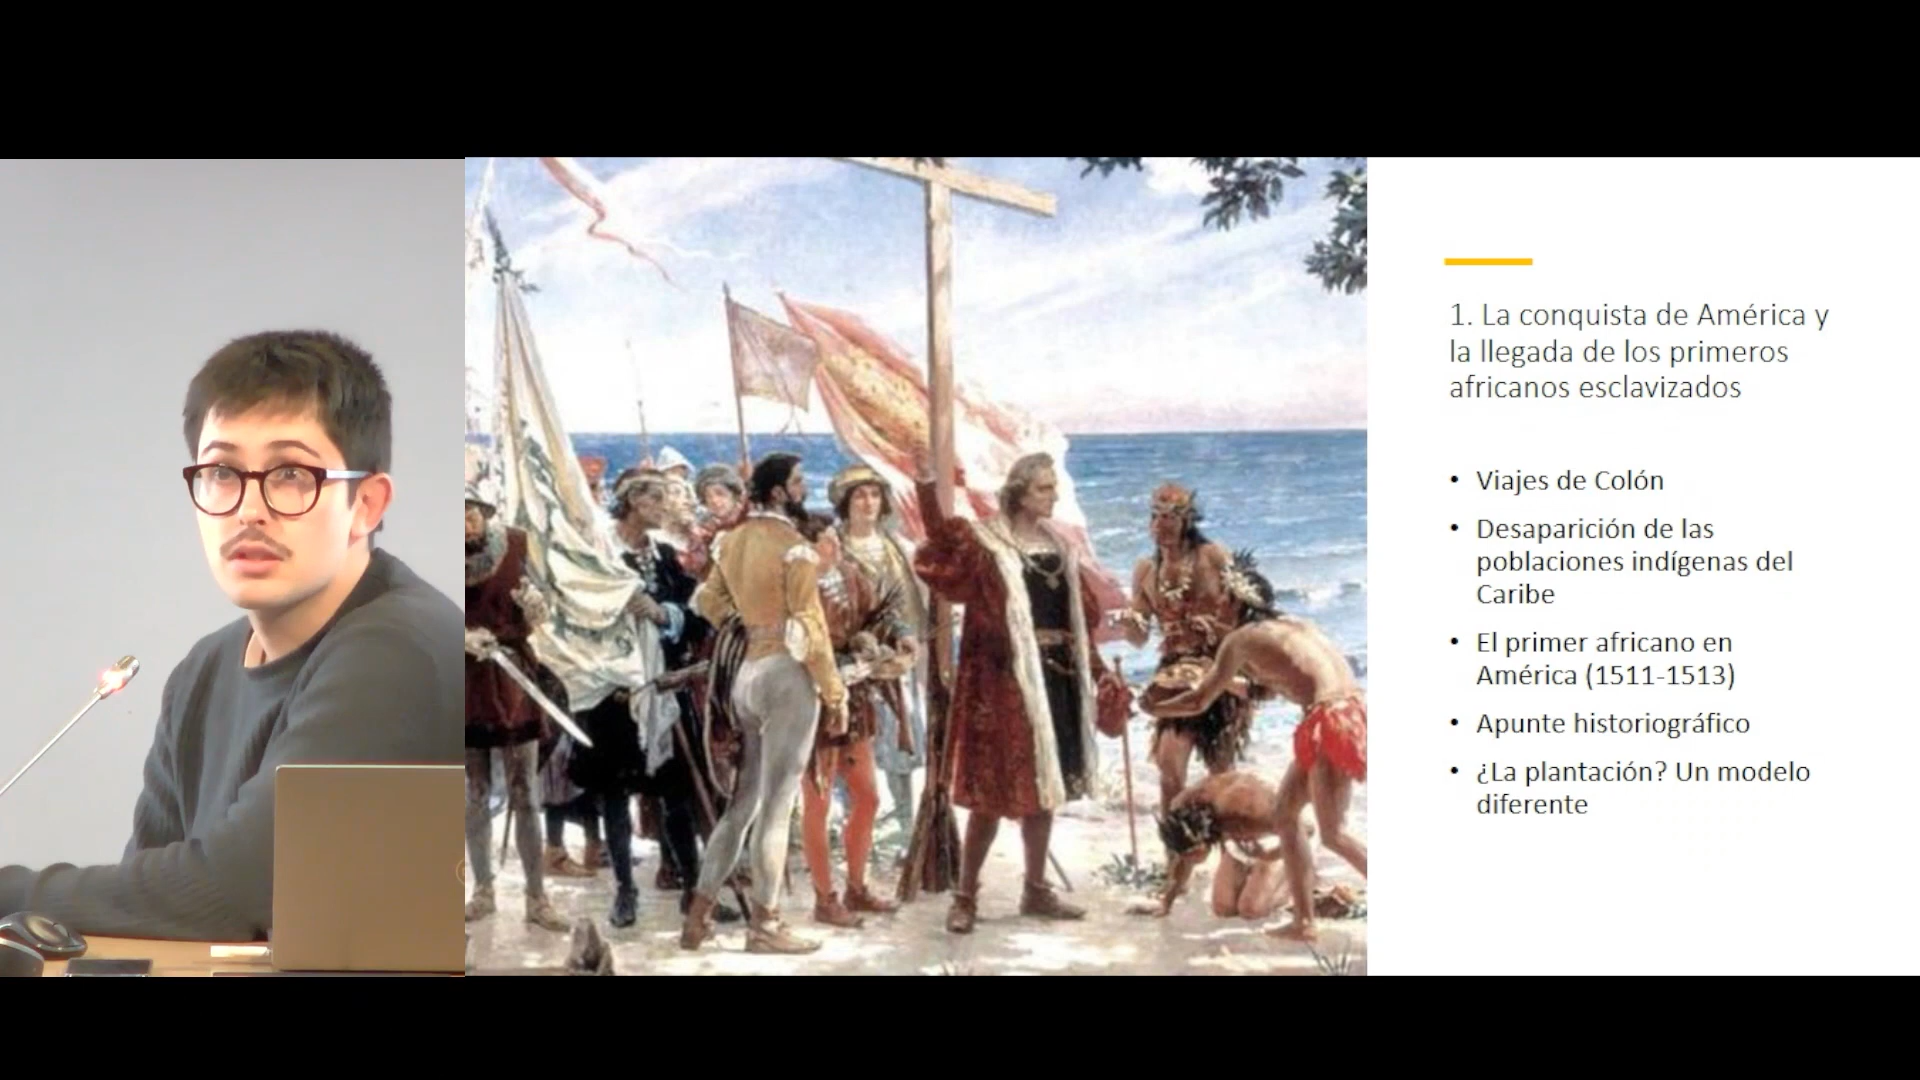 1. La conquista de América y
la llegada de los primeros
africanos esclavizados
• Viajes de Colón
• Desaparición de las
poblaciones indígenas del
Caribe
• El primer africano en
América (1511-1513)
• Apunte historiográfico
• ¿La plantación? Un modelo
diferente